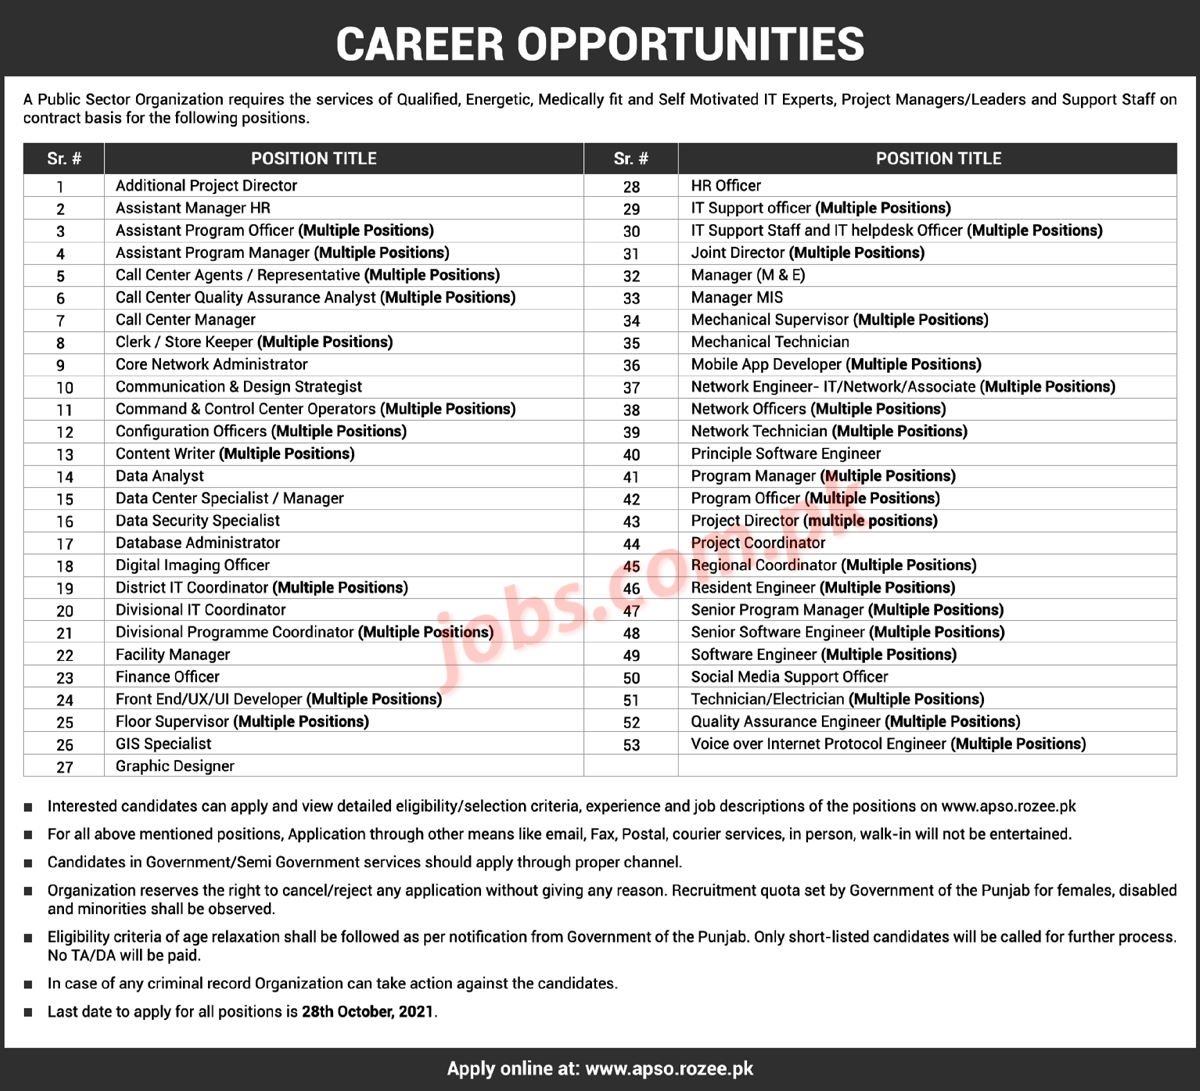 CAREER OPPORTUNITIES
A Public Sector Organization requires the services of Qualified, Energetic, Medically fit and Self Motivated IT Experts, Project Managers/Leaders and Support Staff on
contract basis for the following positions.
Sr. # POSITION TITLE Sr. # POSITION TITLE
1 Additional Project Director 28 HR Officer
2 Assistant Manager HR 29 IT Support officer (Multiple Positions)
3 Assistant Program Officer (Multiple Positions) 30 IT Support Staff and IT helpdesk Officer (Multiple Positions)
4 Assistant Program Manager (Multiple Positions) 31 Joint Director (Multiple Positions)
5 Call Center Agents / Representative (Multiple Positions) 32 Manager (M & E)
6 Call Center Quality Assurance Analyst (Multiple Positions) 33 Manager MIS
7 Call Center Manager 34 Mechanical Supervisor (Multiple Positions)
8 Clerk / Store Keeper (Multiple Positions) 35 Mechanical Technician
9 Core Network Administrator 36 Mobile App Developer (Multiple Positions)
10 Communication & Design Strategist 37 Network Engineer- IT/Network/Associate (Multiple Positions)
11 Command & Control Center Operators (Multiple Positions) 38 Network Officers (Multiple Positions)
12 Configuration Officers (Multiple Positions) 39 Network Technician (Multiple Positions)
13 Content Writer (Multiple Positions) 40 Principle Software Engineer
14 Data Analyst 41 Program Manager (Multiple Positions)
15 Data Center Specialist / Manager 42 Program Officer (Multiple Positions)
16 Data Security Specialist 43 Project Director (multiple positions)
17 Database Administrator 44 Project Coordinator
18 Digital Imaging Officer 45 Regional Coordinator (Multiple Positions)
19 District IT Coordinator (Multiple Positions) 46 Resident Engineer (Multiple Positions)
20 Divisional IT Coordinator 47 Senior Program Manager (Multiple Positions)
21 Divisional Programme Coordinator (Multiple Positions) 48 Senior Software Engineer (Multiple Positions)
22 Facility Manager 49 Software Engineer (Multiple Positions)
23 Finance Officer 50 Social Media Support Officer
24 Front End/UX/UI Developer (Multiple Positions) 51 Technician/Electrician (Multiple Positions)
25 Floor Supervisor (Multiple Positions) 52 Quality Assurance Engineer (Multiple Positions)
26 GIS Specialist 53 Voice over Internet Protocol Engineer (Multiple Positions)
27 Graphic Designer
jobs.com.pk
■ Interested candidates can apply and view detailed eligibility/selection criteria, experience and job descriptions of the positions on www.apso.rozee.pk
■ For all above mentioned positions, Application through other means like email, Fax, Postal, courier services, in person, walk-in will not be entertained.
■ Candidates in Government/Semi Government services should apply through proper channel.
■ Organization reserves the right to cancel/reject any application without giving any reason. Recruitment quota set by Government of the Punjab for females, disabled
and minorities shall be observed.
■ Eligibility criteria of age relaxation shall be followed as per notification from Government of the Punjab. Only short-listed candidates will be called for further process.
No TA/DA will be paid.
■ In case of any criminal record Organization can take action against the candidates.
■ Last date to apply for all positions is 28th October, 2021.
Apply online at: www.apso.rozee.pk